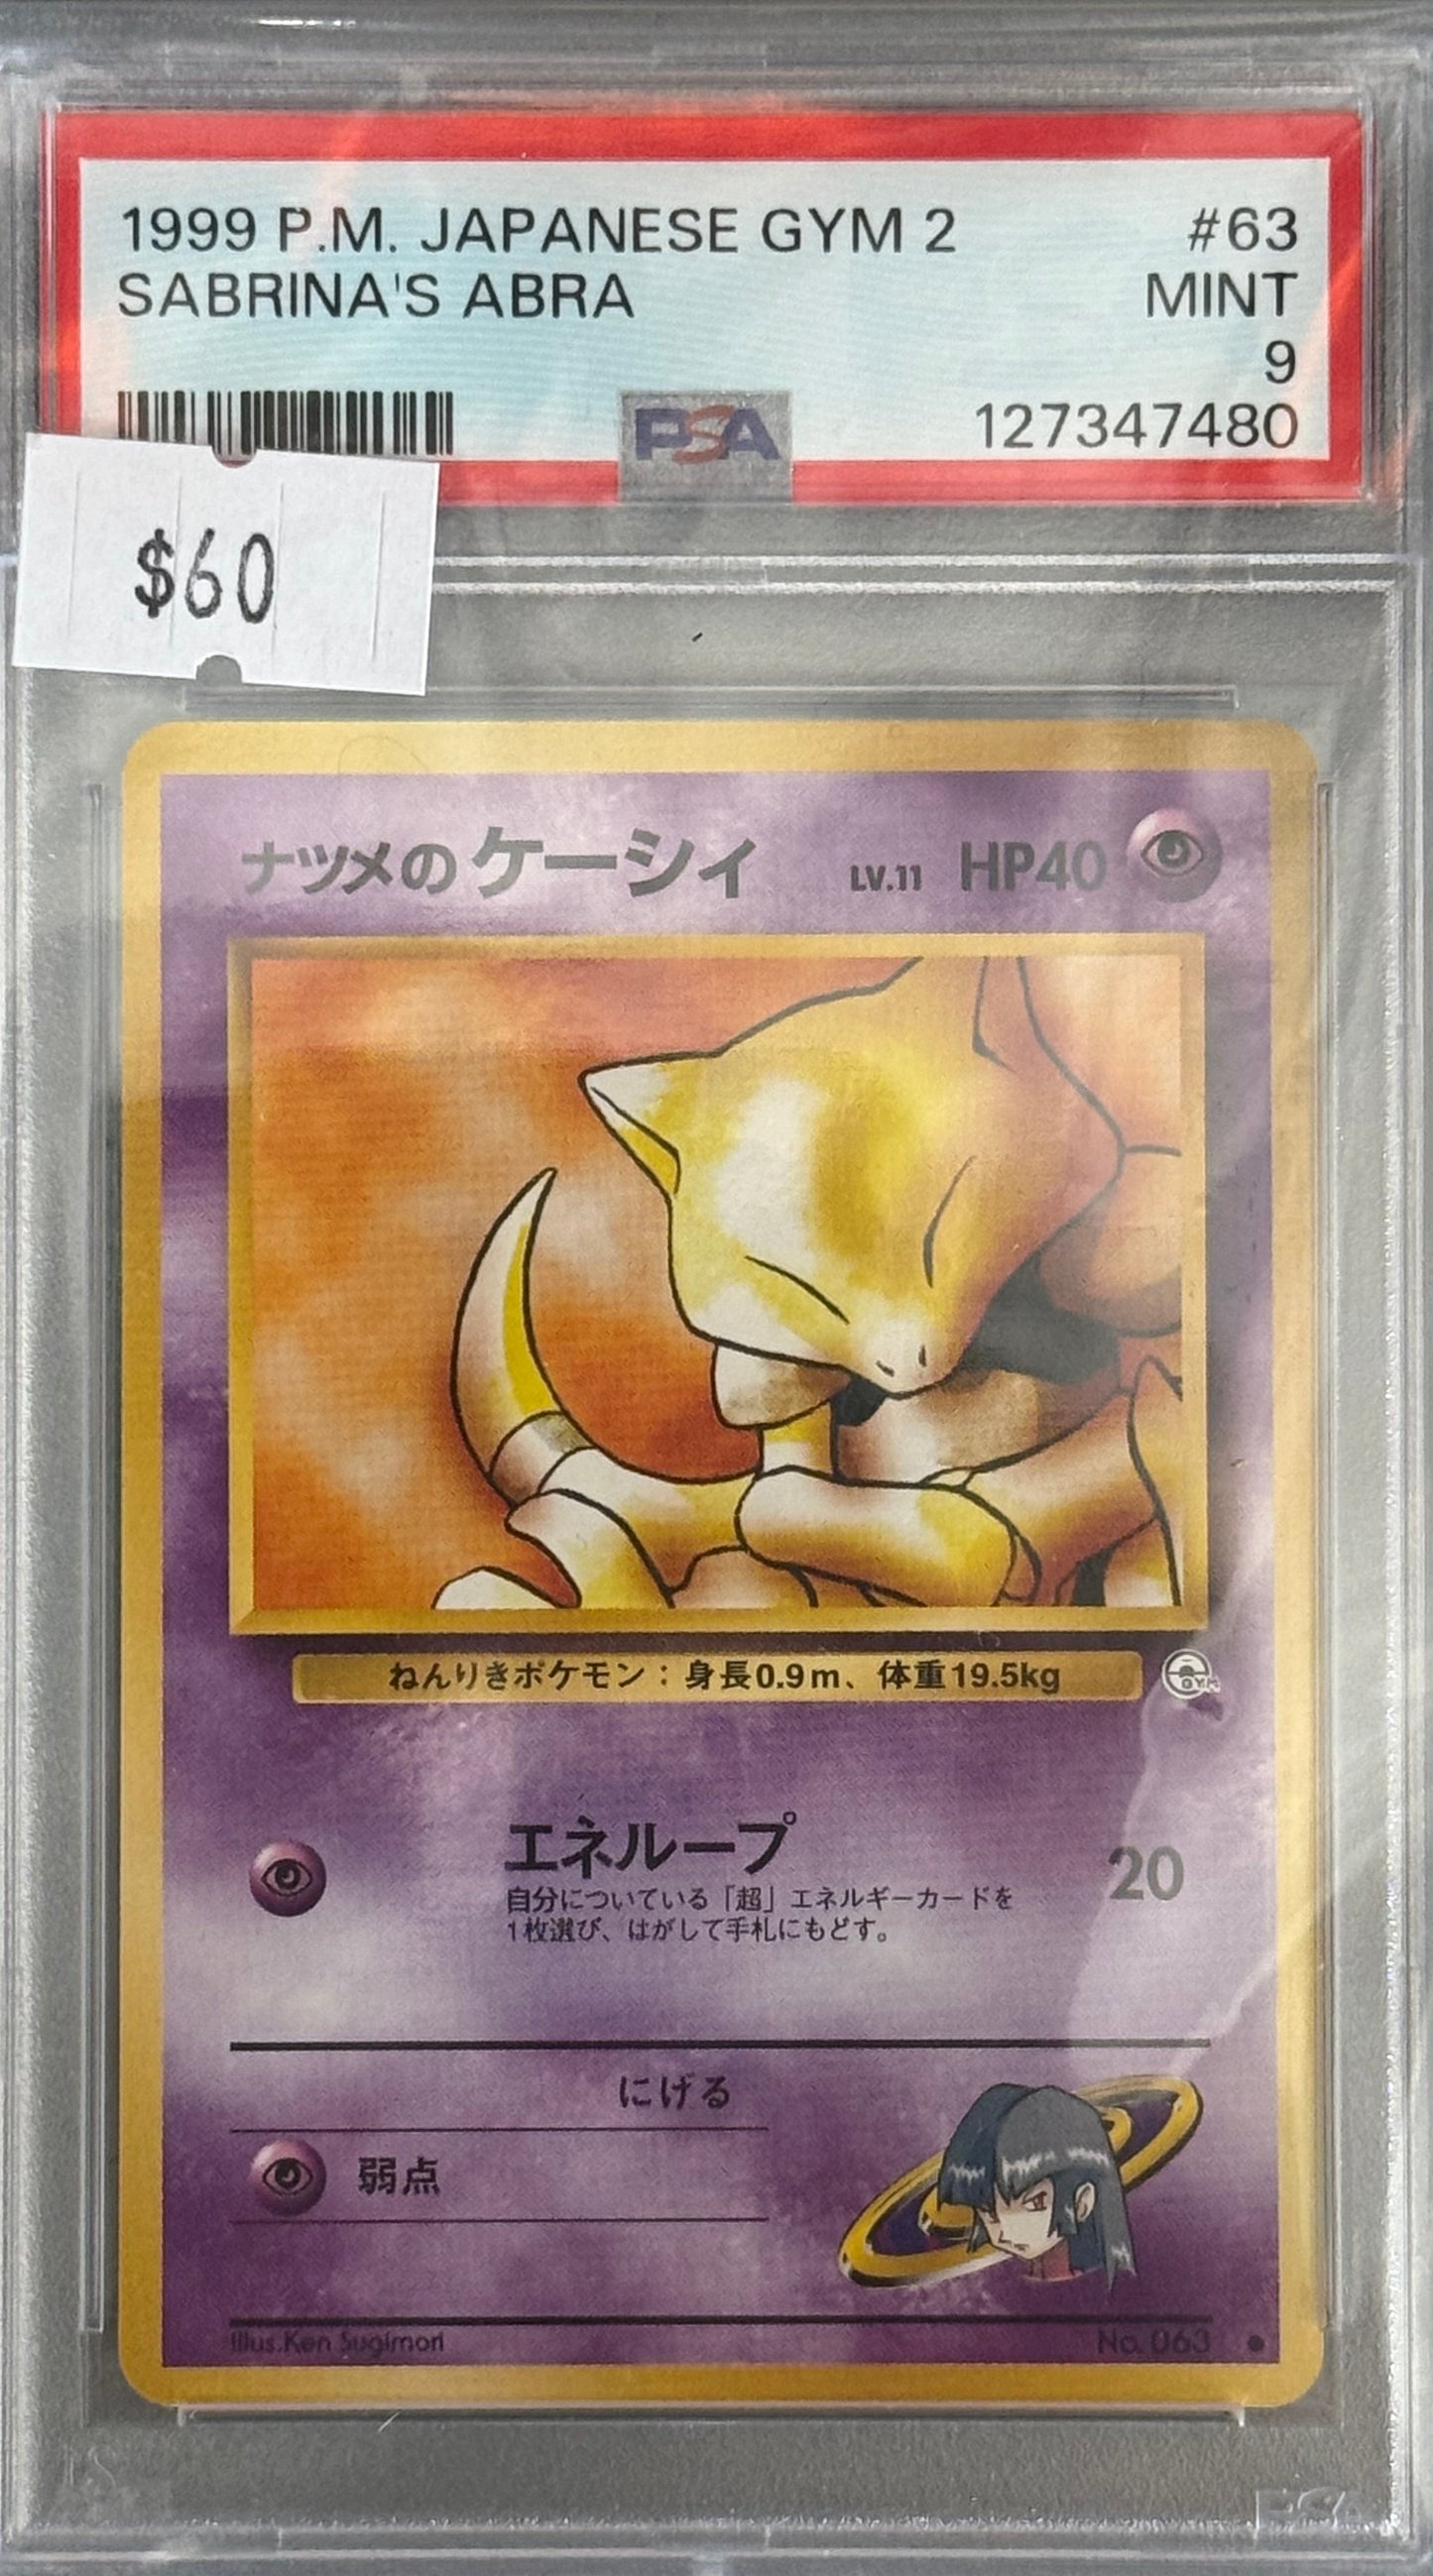 1999 P.M. JAPANESE GYM 2 #63
SABRINA'S ABRA MINT
9
PSA 127347480
$60
ナツメのケーシィ LV.11 HP40
ねんりきポケモン：身長0.9m、体重19.5kg
GYM
エネループ 20
自分についている「超」エネルギーカードを
1枚選び、はがして手札にもどす。
にげる
弱点
Illus.Ken Sugimori No.063